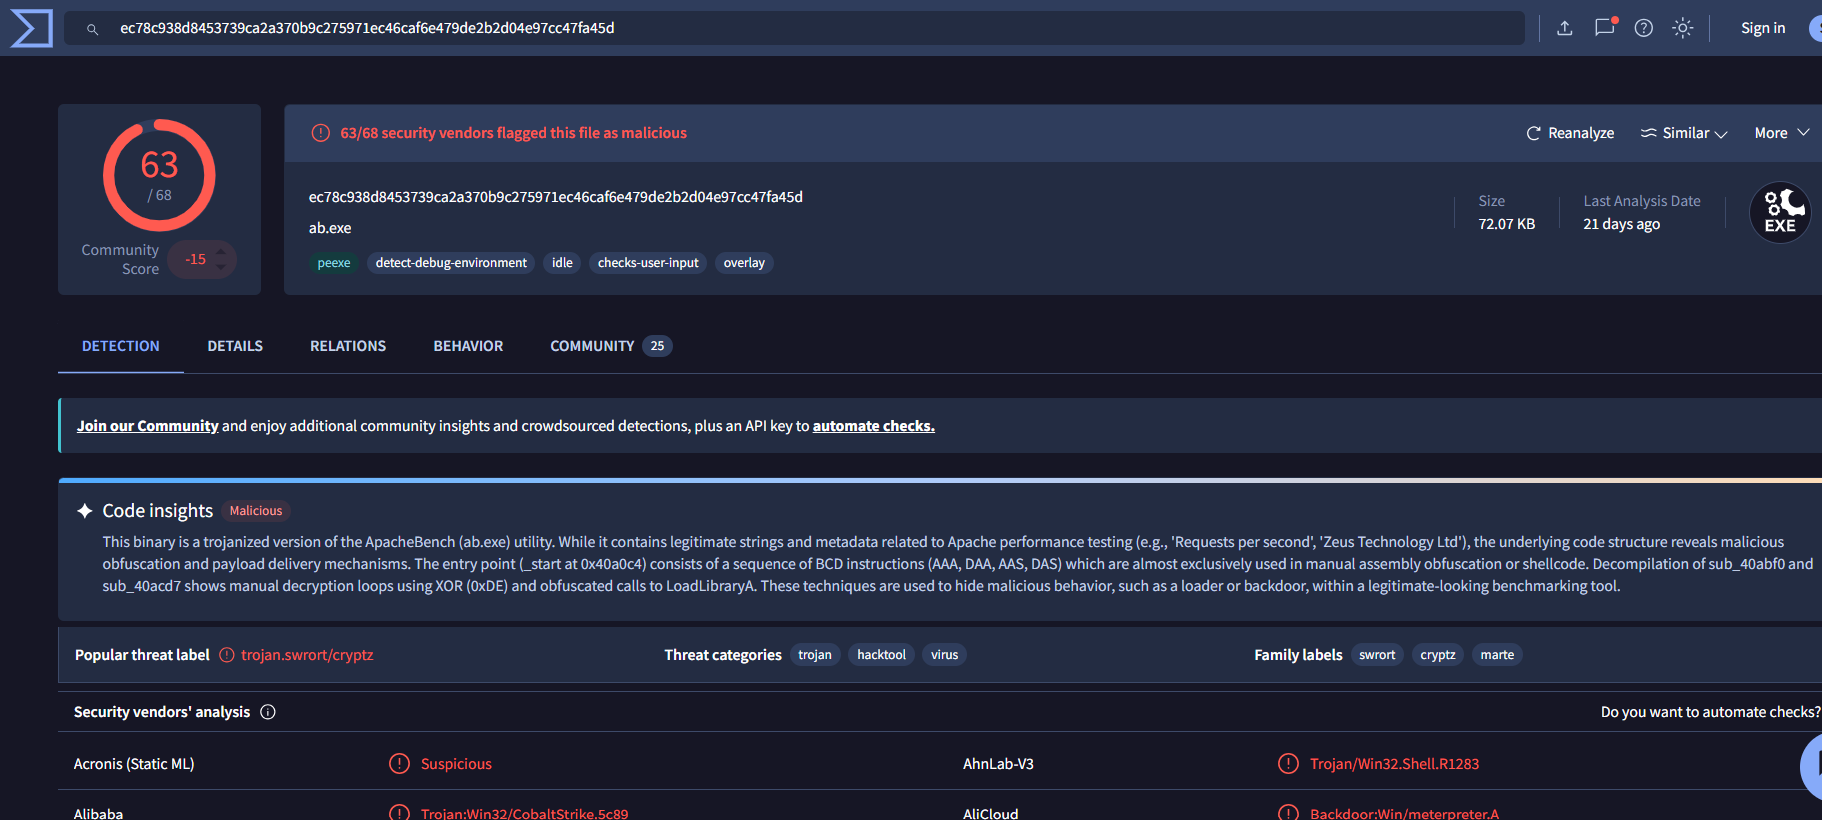 ec78c938d8453739ca2a370b9c275971ec46caf6e479de2b2d04e97cc47fa45d
Sign in
63
/ 68
Community Score
-15
63/68 security vendors flagged this file as malicious
Reanalyze
Similar
More
ec78c938d8453739ca2a370b9c275971ec46caf6e479de2b2d04e97cc47fa45d
ab.exe
peexe
detect-debug-environment
idle
checks-user-input
overlay
Size
72.07 KB
Last Analysis Date
21 days ago
EXE
DETECTION
DETAILS
RELATIONS
BEHAVIOR
COMMUNITY 25
Join our Community and enjoy additional community insights and crowdsourced detections, plus an API key to automate checks.
Code insights Malicious
This binary is a trojanized version of the ApacheBench (ab.exe) utility. While it contains legitimate strings and metadata related to Apache performance testing (e.g., 'Requests per second', 'Zeus Technology Ltd'), the underlying code structure reveals malicious
obfuscation and payload delivery mechanisms. The entry point (_start at 0x40a0c4) consists of a sequence of BCD instructions (AAA, DAA, AAS, DAS) which are almost exclusively used in manual assembly obfuscation or shellcode. Decompilation of sub_40abf0 and
sub_40acd7 shows manual decryption loops using XOR (0xDE) and obfuscated calls to LoadLibraryA. These techniques are used to hide malicious behavior, such as a loader or backdoor, within a legitimate-looking benchmarking tool.
Popular threat label trojan.swrort/cryptz
Threat categories trojan hacktool virus
Family labels swrort cryptz marte
Security vendors' analysis
Do you want to automate checks?
Acronis (Static ML)
Suspicious
AhnLab-V3
Trojan/Win32.Shell.R1283
Alibaba
Trojan:Win32/CobaltStrike.5c89
AliCloud
Backdoor:Win/meterpreter.A